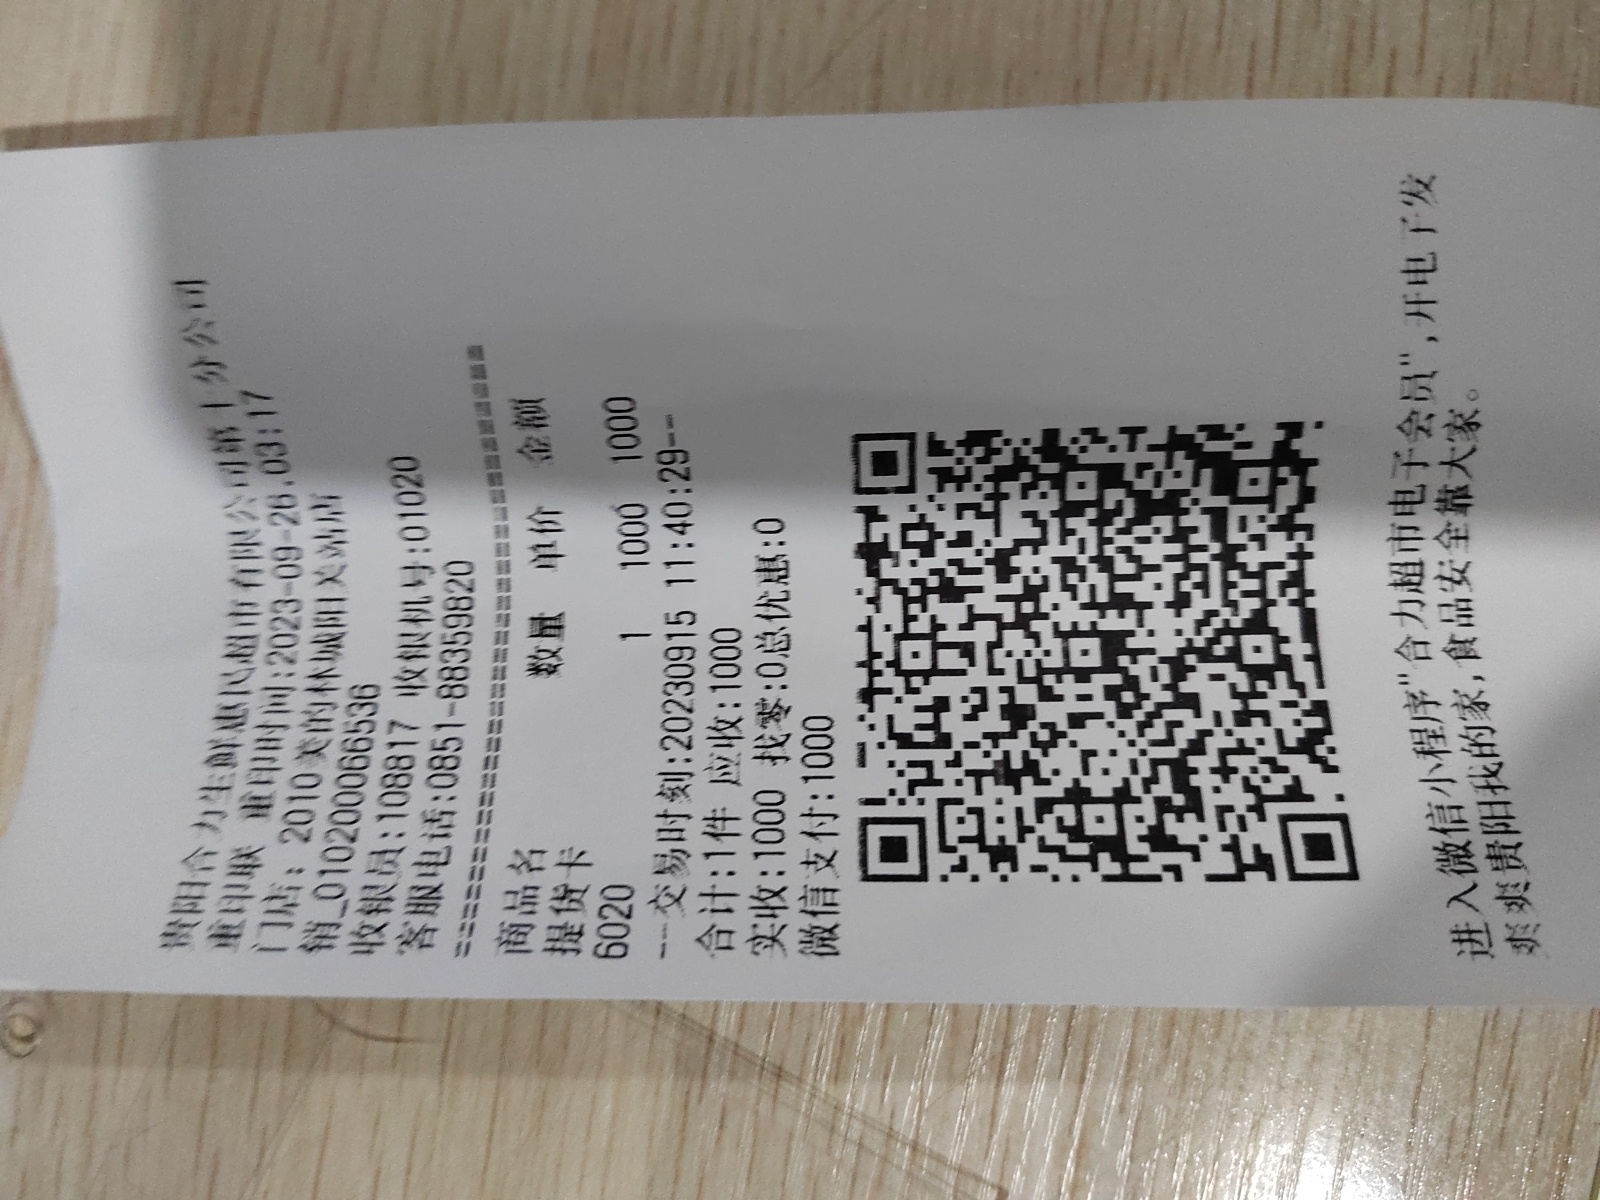 贵阳合力生鲜惠民超市有限公司第十分公司
重印联 重印时间:2023-09-26.03:17
门店: 2010 美的林城阳关站店
销_010200066536
收银员:108817 收银机号:01020
客服电话:0851-88359820
================================
商品名 数量 单价 金额
提货卡
6020 1 1000 1000
---交易时刻:20230915 11:40:29--
合计:1件 应收:1000
实收:1000 找零:0总优惠:0
微信支付:1000
进入微信小程序"合力超市电子会员",开电子发
爽爽贵阳我的家,食品安全靠大家。